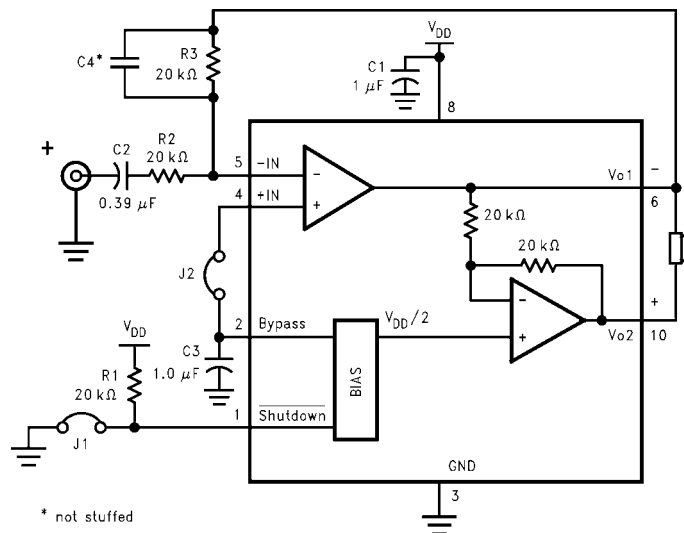 V_DD
C4*
R3
20 kΩ
C1
1 μF
8
+
C2
0.39 μF
R2
20 kΩ
5
-IN
4
+IN
-
+
Vo1
-
6
20 kΩ
20 kΩ
J2
2
Bypass
V_DD/2
-
+
+
Vo2
10
C3
1.0 μF
BIAS
V_DD
R1
20 kΩ
1
Shutdown
J1
GND
3
* not stuffed